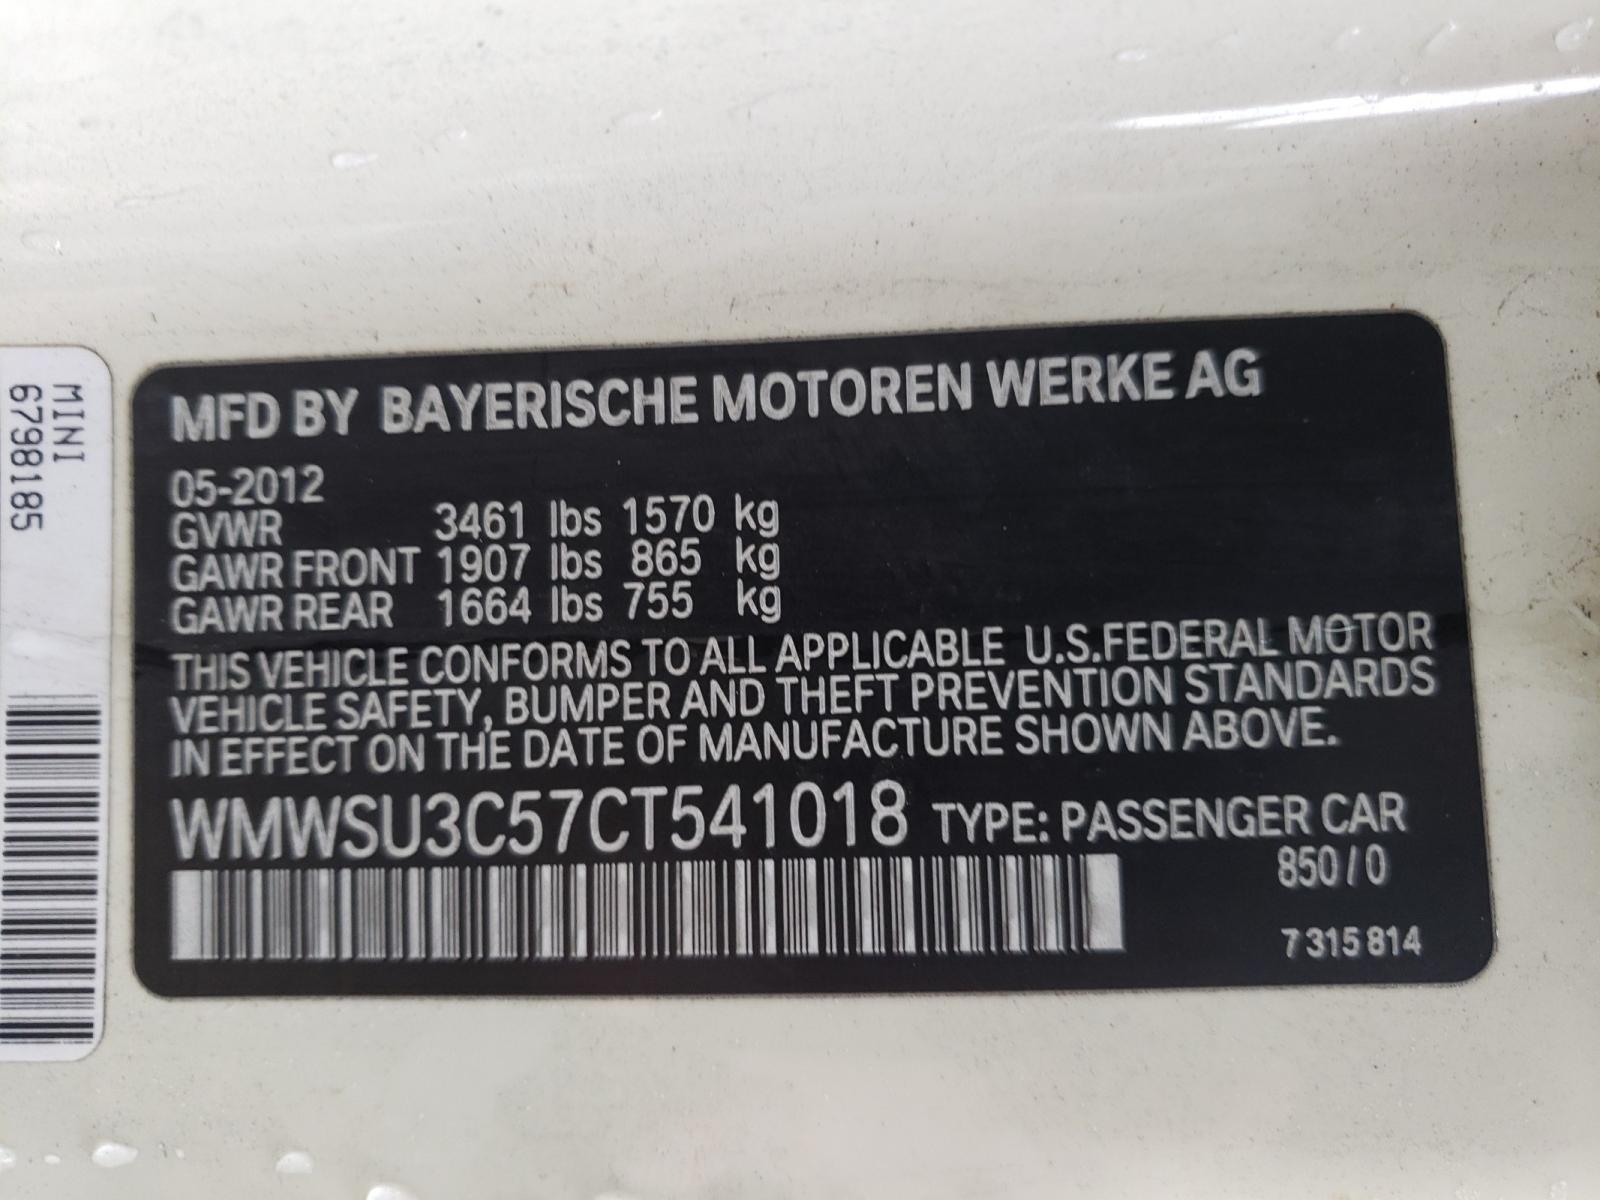 MINI
6798185
MFD BY BAYERISCHE MOTOREN WERKE AG
05-2012
GVWR 3461 lbs 1570 kg
GAWR FRONT 1907 lbs 865 kg
GAWR REAR 1664 lbs 755 kg
THIS VEHICLE CONFORMS TO ALL APPLICABLE U.S.FEDERAL MOTOR
VEHICLE SAFETY, BUMPER AND THEFT PREVENTION STANDARDS
IN EFFECT ON THE DATE OF MANUFACTURE SHOWN ABOVE.
WMWSU3C57CT541018 TYPE: PASSENGER CAR
850/0
7 315 814